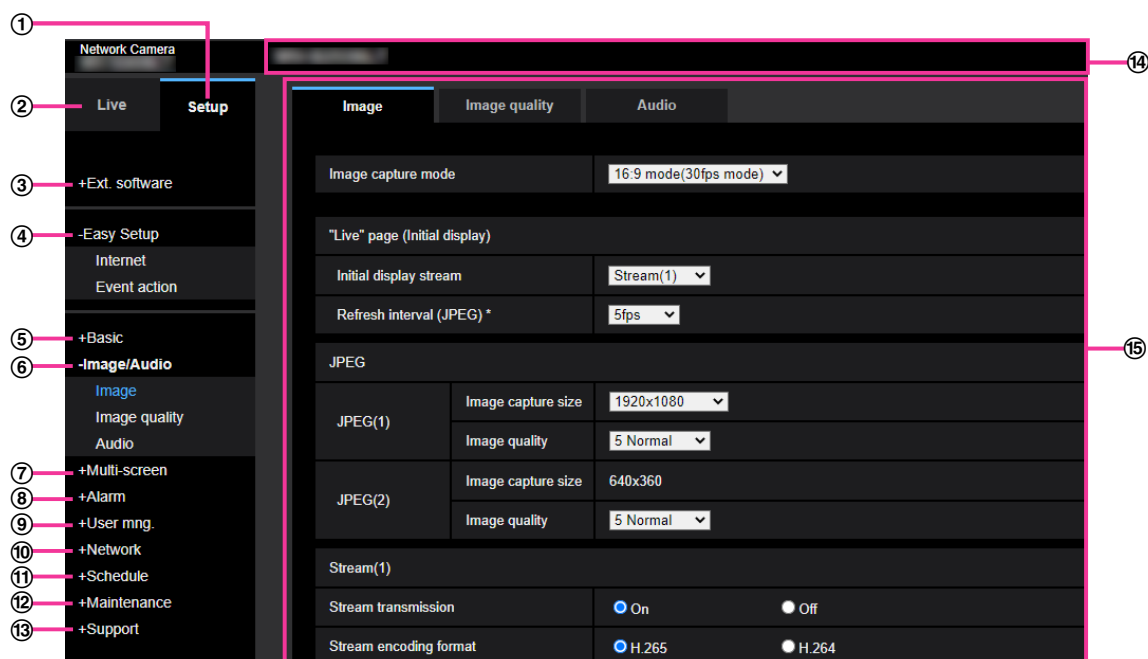 ①
Network Camera
⑭
② Live Setup
Image Image quality Audio
Image capture mode 16:9 mode(30fps mode)
③ +Ext. software
④ -Easy Setup
Internet
Event action
"Live" page (Initial display)
Initial display stream Stream(1)
Refresh interval (JPEG) * 5fps
⑤ +Basic
⑥ -Image/Audio
Image
Image quality
Audio
⑦ +Multi-screen
⑧ +Alarm
⑨ +User mng.
⑩ +Network
⑪ +Schedule
⑫ +Maintenance
⑬ +Support
⑮
JPEG
JPEG(1)
Image capture size 1920x1080
Image quality 5 Normal
JPEG(2)
Image capture size 640x360
Image quality 5 Normal
Stream(1)
Stream transmission On Off
Stream encoding format H.265 H.264